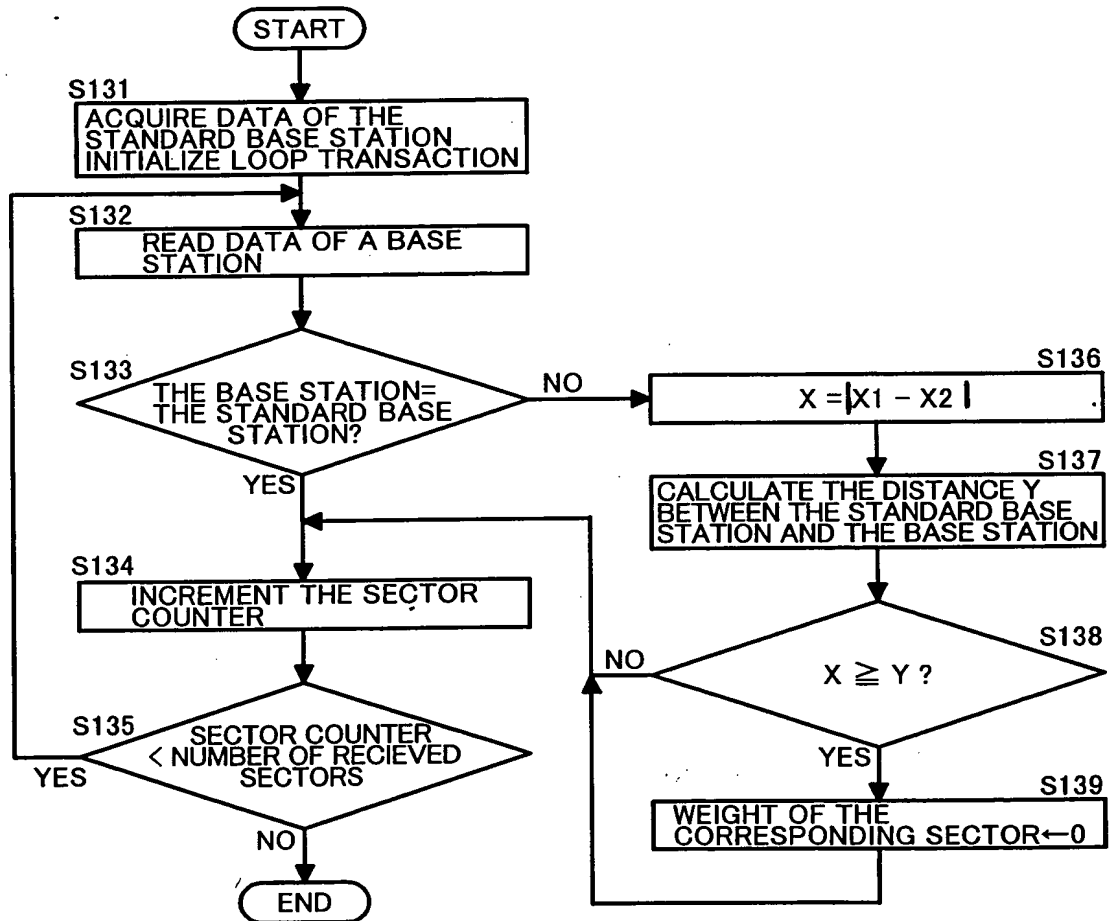 START
S131
ACQUIRE DATA OF THE
STANDARD BASE STATION
INITIALIZE LOOP TRANSACTION
S132
READ DATA OF A BASE
STATION
S133
THE BASE STATION=
THE STANDARD BASE
STATION?
NO
YES
S134
INCREMENT THE SECTOR
COUNTER
S135
SECTOR COUNTER
< NUMBER OF RECIEVED
SECTORS
YES
NO
END
S136
X = |X1 − X2 |
S137
CALCULATE THE DISTANCE Y
BETWEEN THE STANDARD BASE
STATION AND THE BASE STATION
S138
X ≧ Y ?
NO
YES
S139
WEIGHT OF THE
CORRESPONDING SECTOR←0